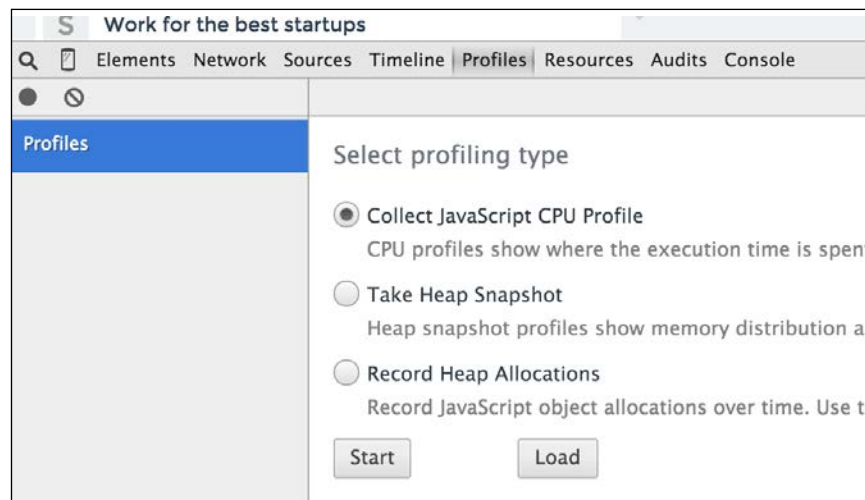 S Work for the best startups
Elements Network Sources Timeline Profiles Resources Audits Console
Profiles
Select profiling type
Collect JavaScript CPU Profile
CPU profiles show where the execution time is spen
Take Heap Snapshot
Heap snapshot profiles show memory distribution a
Record Heap Allocations
Record JavaScript object allocations over time. Use t
Start Load